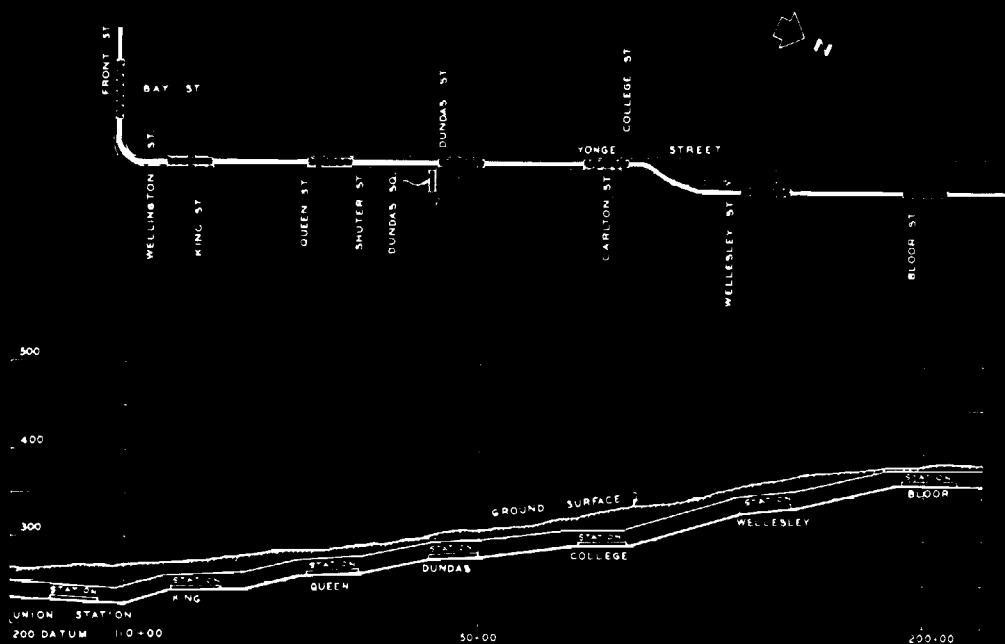 N
FRONT ST
BAY ST
WELLINGTON ST.
KING ST
QUEEN ST
SHUTER ST
DUNDAS SQ.
DUNDAS ST
YONGE STREET
COLLEGE ST
CARLTON ST
WELLESLEY ST
BLOOR ST
500
400
300
GROUND SURFACE
STATION
BLOOR
STATION
WELLESLEY
STATION
COLLEGE
STATION
DUNDAS
STATION
QUEEN
STATION
KING
STATION
UNION STATION
200 DATUM
200+00